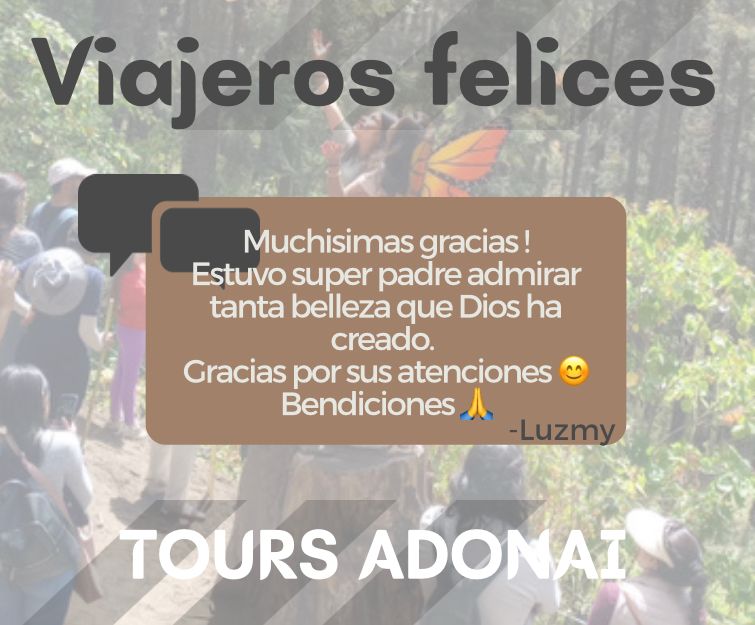 Viajeros felices
Muchisimas gracias !
Estuvo super padre admirar
tanta belleza que Dios ha
creado.
Gracias por sus atenciones 😊
Bendiciones 🙏
-Luzmy
TOURS ADONAI